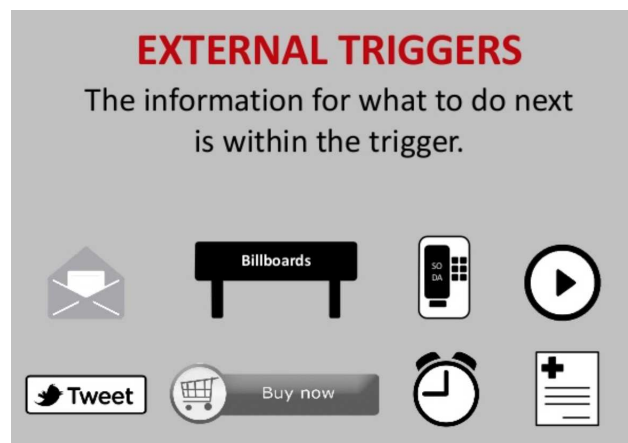 EXTERNAL TRIGGERS
The information for what to do next
is within the trigger.
Billboards
SO
DA
Tweet
Buy now